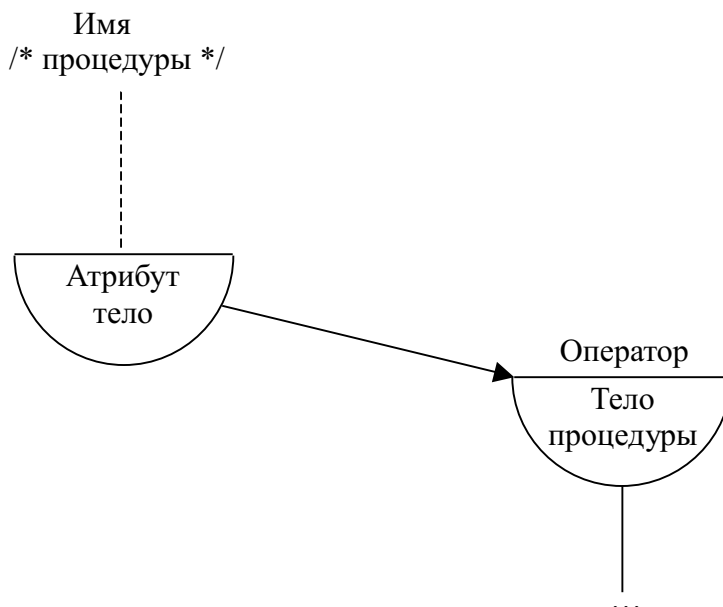 Имя
/* процедуры */
Атрибут
тело
Оператор
Тело
процедуры
...